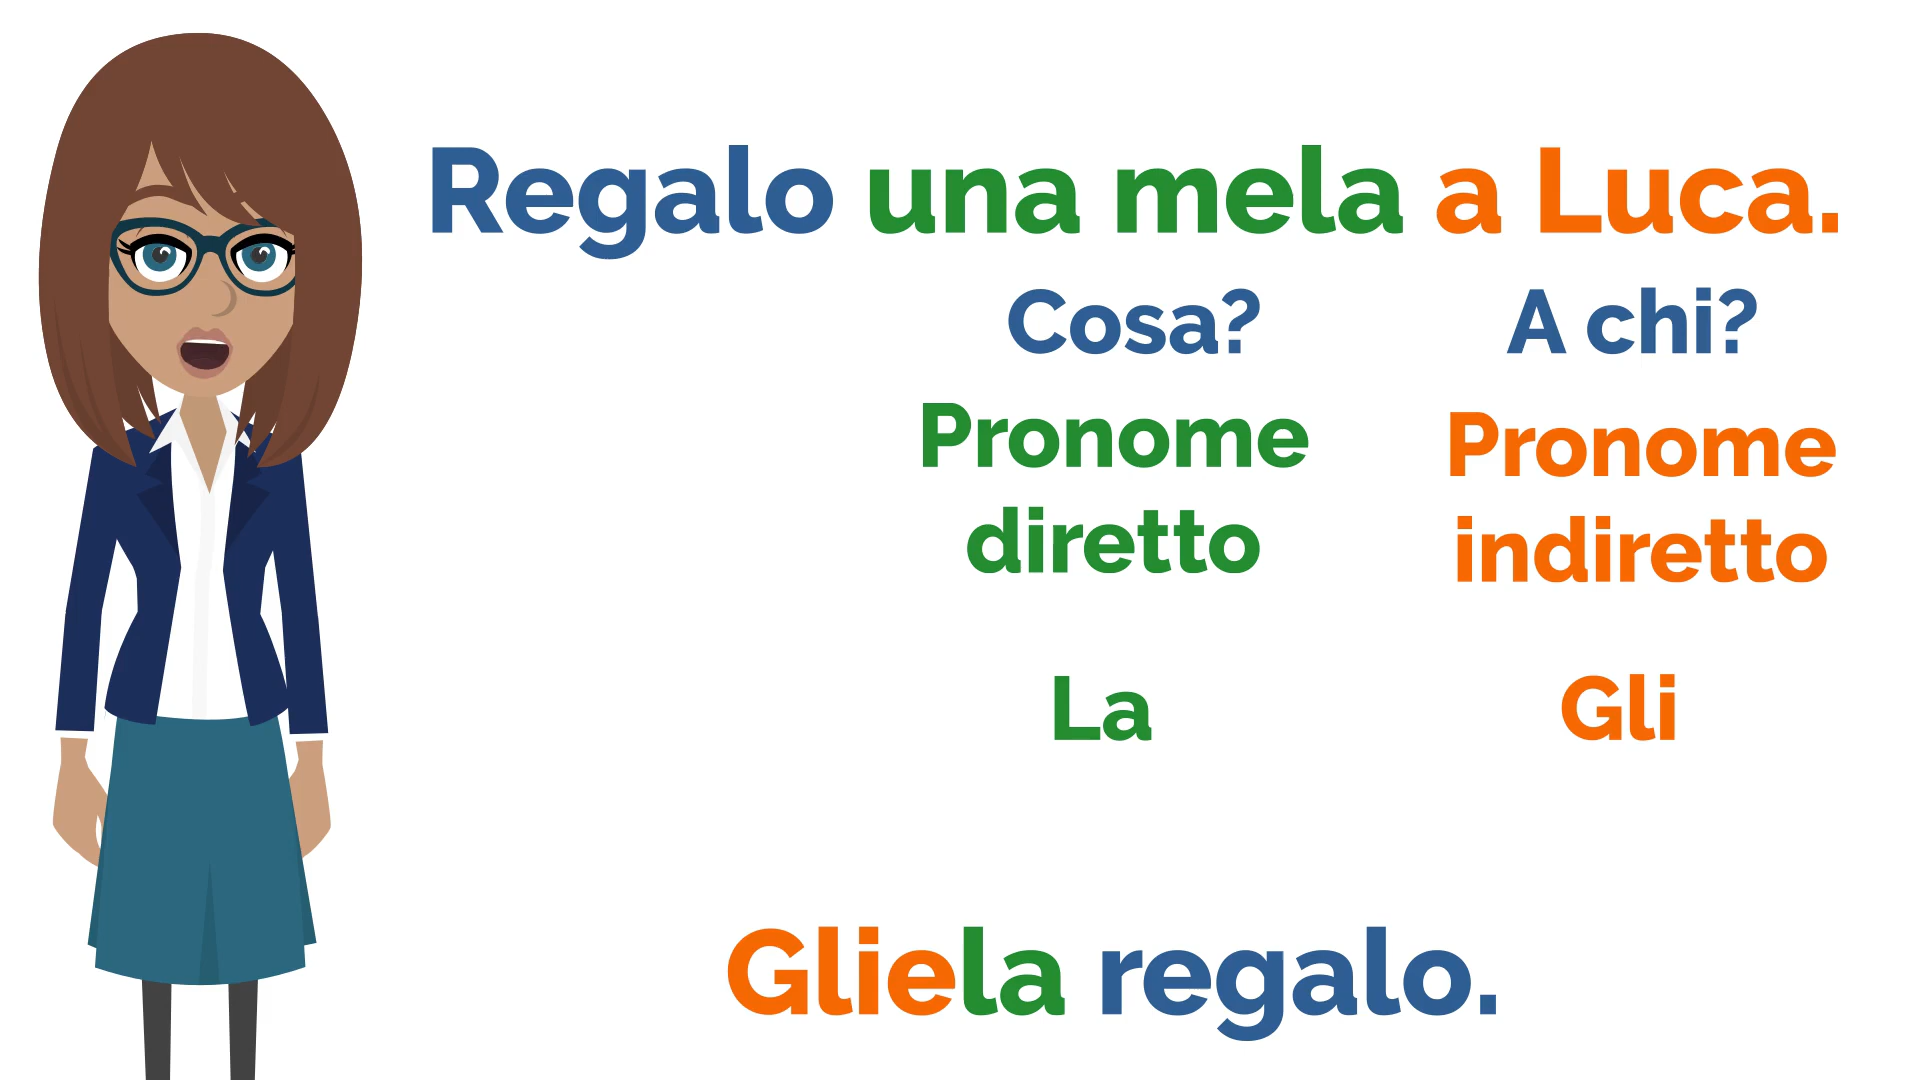 Regalo una mela a Luca.
Cosa? A chi?
Pronome Pronome
diretto indiretto
La Gli
Gliela regalo.